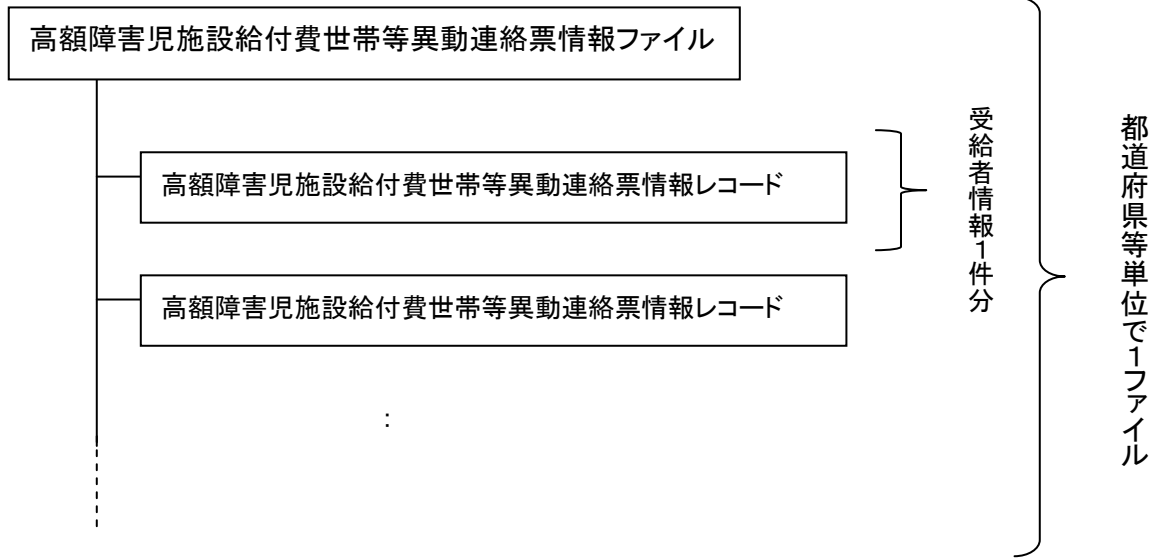 高額障害児施設給付費世帯等異動連絡票情報ファイル
高額障害児施設給付費世帯等異動連絡票情報レコード
受給者情報1件分
高額障害児施設給付費世帯等異動連絡票情報レコード
:
都道府県等単位で1ファイル